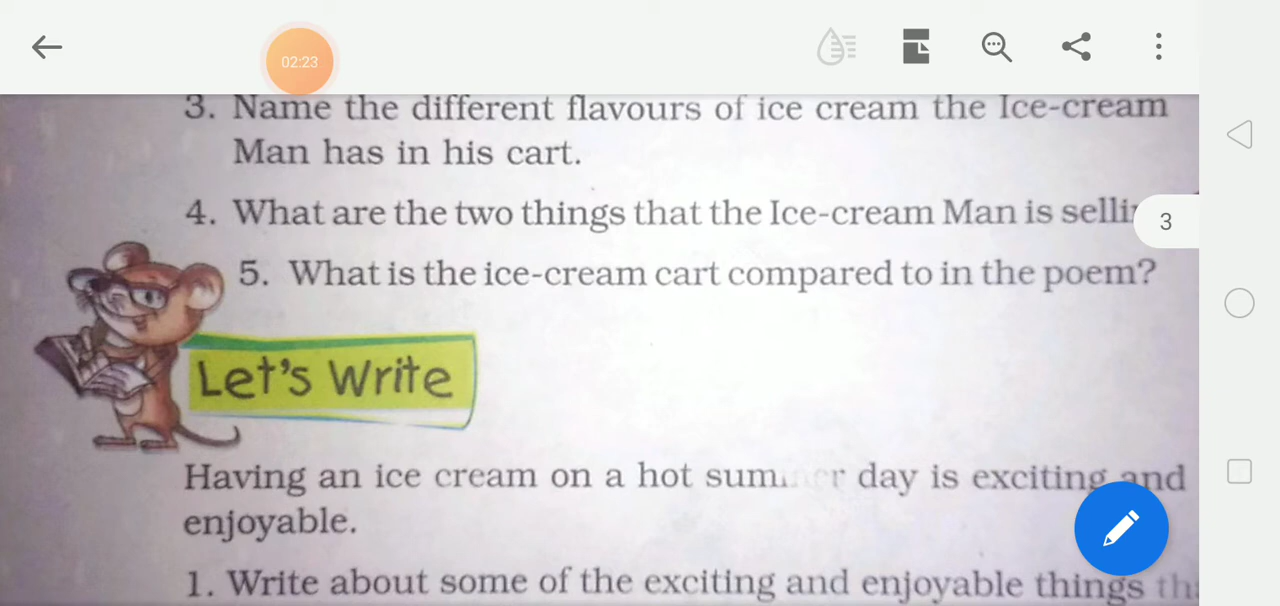 02:23
3. Name the different flavours of ice cream the Ice-cream
Man has in his cart.
4. What are the two things that the Ice-cream Man is
3
5. What is the ice-cream cart compared to in the poem?
Let's Write
Having an ice cream on a hot summer day is exciting and
enjoyable.
1. Write about some of the exciting and enjoyable things